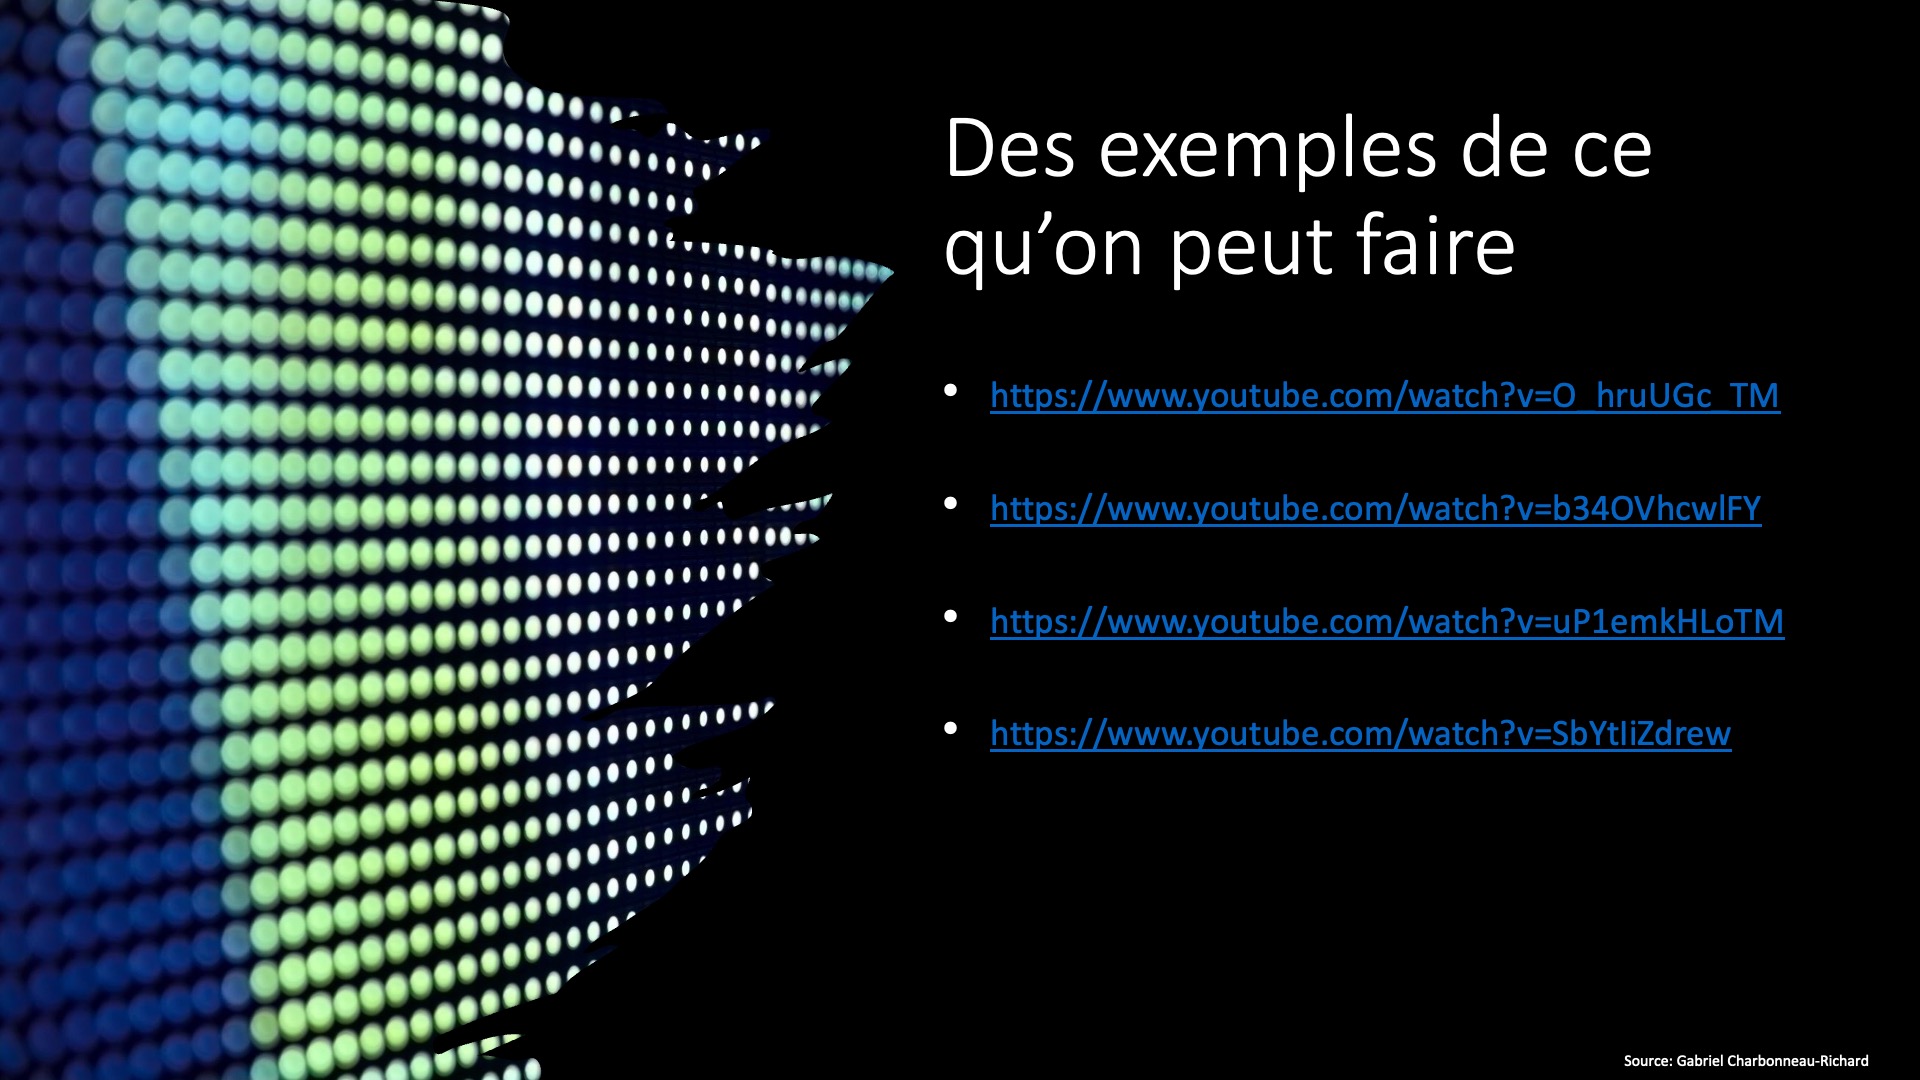 Des exemples de ce
qu’on peut faire
• https://www.youtube.com/watch?v=O_hruUGc_TM
• https://www.youtube.com/watch?v=b34OVhcwlFY
• https://www.youtube.com/watch?v=uP1emkHLoTM
• https://www.youtube.com/watch?v=SbYtIiZdrew
Source: Gabriel Charbonneau-Richard